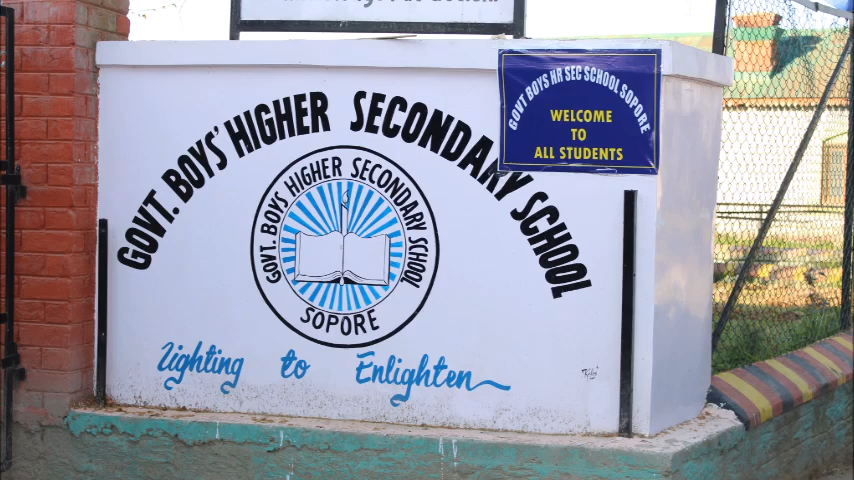 GOVT. BOYS' HIGHER SECONDARY SCHOOL
GOVT. BOYS HIGHER SECONDARY SCHOOL
SOPORE
Lighting to Enlighten
GOVT BOYS HR SEC SCHOOL SOPORE
WELCOME
TO
ALL STUDENTS